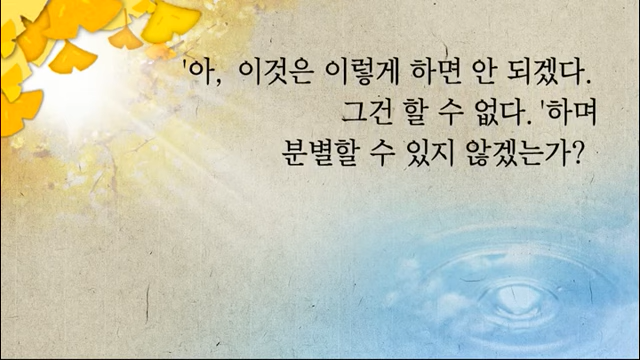 '아, 이것은 이렇게 하면 안 되겠다.
그건 할 수 없다. '하며
분별할 수 있지 않겠는가?